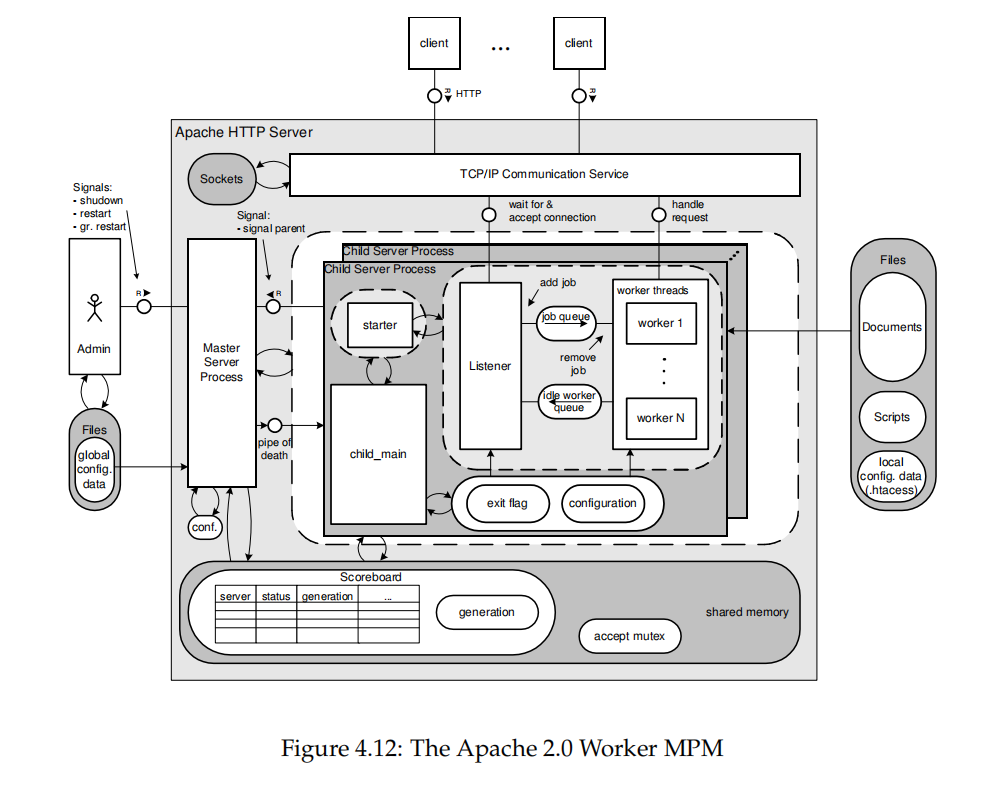 client
...
client
R
HTTP
R
Apache HTTP Server
Sockets
TCP/IP Communication Service
Signals:
- shudown
- restart
- gr. restart
Signal:
- signal parent
wait for &
accept connection
handle
request
Child Server Process
Child Server Process
Files
R
R
add job
worker threads
starter
job queue
worker 1
Documents
Admin
Master
Server
Process
Listener
remove
job
idle worker
queue
worker N
Scripts
Files
global
config.
data
pipe of
death
child_main
local
config. data
(.htacess)
exit flag
configuration
conf.
Scoreboard
server status generation ...
generation
shared memory
accept mutex
Figure 4.12: The Apache 2.0 Worker MPM